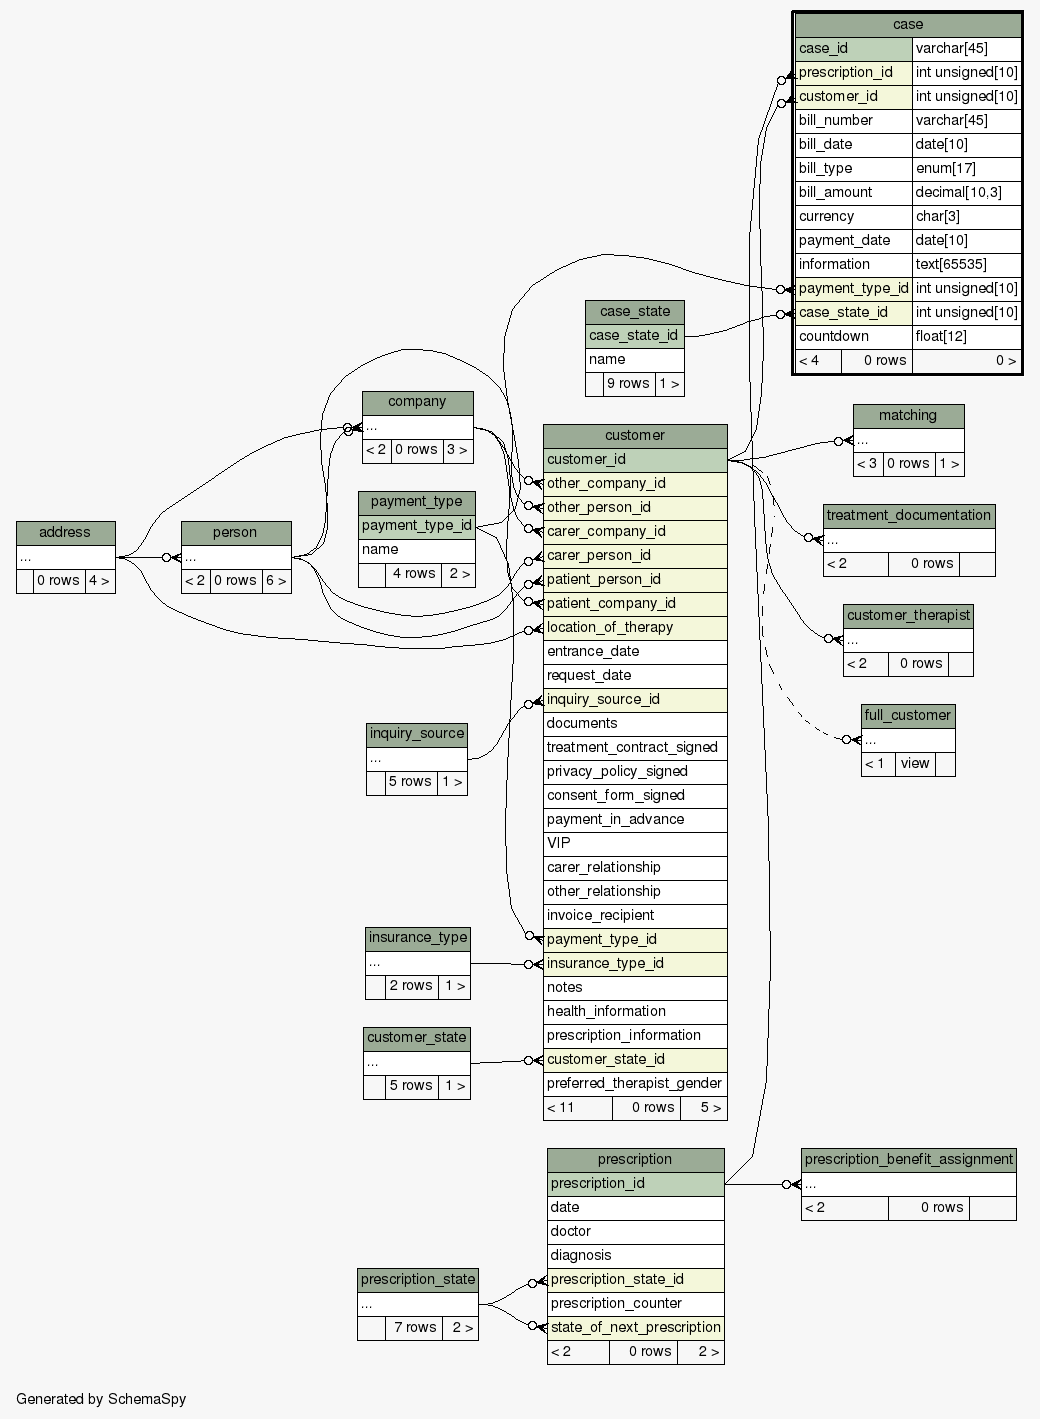 case
case_id varchar[45]
prescription_id int unsigned[10]
customer_id int unsigned[10]
bill_number varchar[45]
bill_date date[10]
bill_type enum[17]
bill_amount decimal[10,3]
currency char[3]
payment_date date[10]
information text[65535]
payment_type_id int unsigned[10]
case_state_id int unsigned[10]
countdown float[12]
< 4 0 rows 0 >
case_state
case_state_id
name
9 rows 1 >
company
...
< 2 0 rows 3 >
payment_type
payment_type_id
name
4 rows 2 >
address
...
0 rows 4 >
person
...
< 2 0 rows 6 >
customer
customer_id
other_company_id
other_person_id
carer_company_id
carer_person_id
patient_person_id
patient_company_id
location_of_therapy
entrance_date
request_date
inquiry_source_id
documents
treatment_contract_signed
privacy_policy_signed
consent_form_signed
payment_in_advance
VIP
carer_relationship
other_relationship
invoice_recipient
payment_type_id
insurance_type_id
notes
health_information
prescription_information
customer_state_id
preferred_therapist_gender
< 11 0 rows 5 >
matching
...
< 3 0 rows 1 >
treatment_documentation
...
< 2 0 rows
customer_therapist
...
< 2 0 rows
full_customer
...
< 1 view
inquiry_source
...
5 rows 1 >
insurance_type
...
2 rows 1 >
customer_state
...
5 rows 1 >
prescription
prescription_id
date
doctor
diagnosis
prescription_state_id
prescription_counter
state_of_next_prescription
< 2 0 rows 2 >
prescription_benefit_assignment
...
< 2 0 rows
prescription_state
...
7 rows 2 >
Generated by SchemaSpy